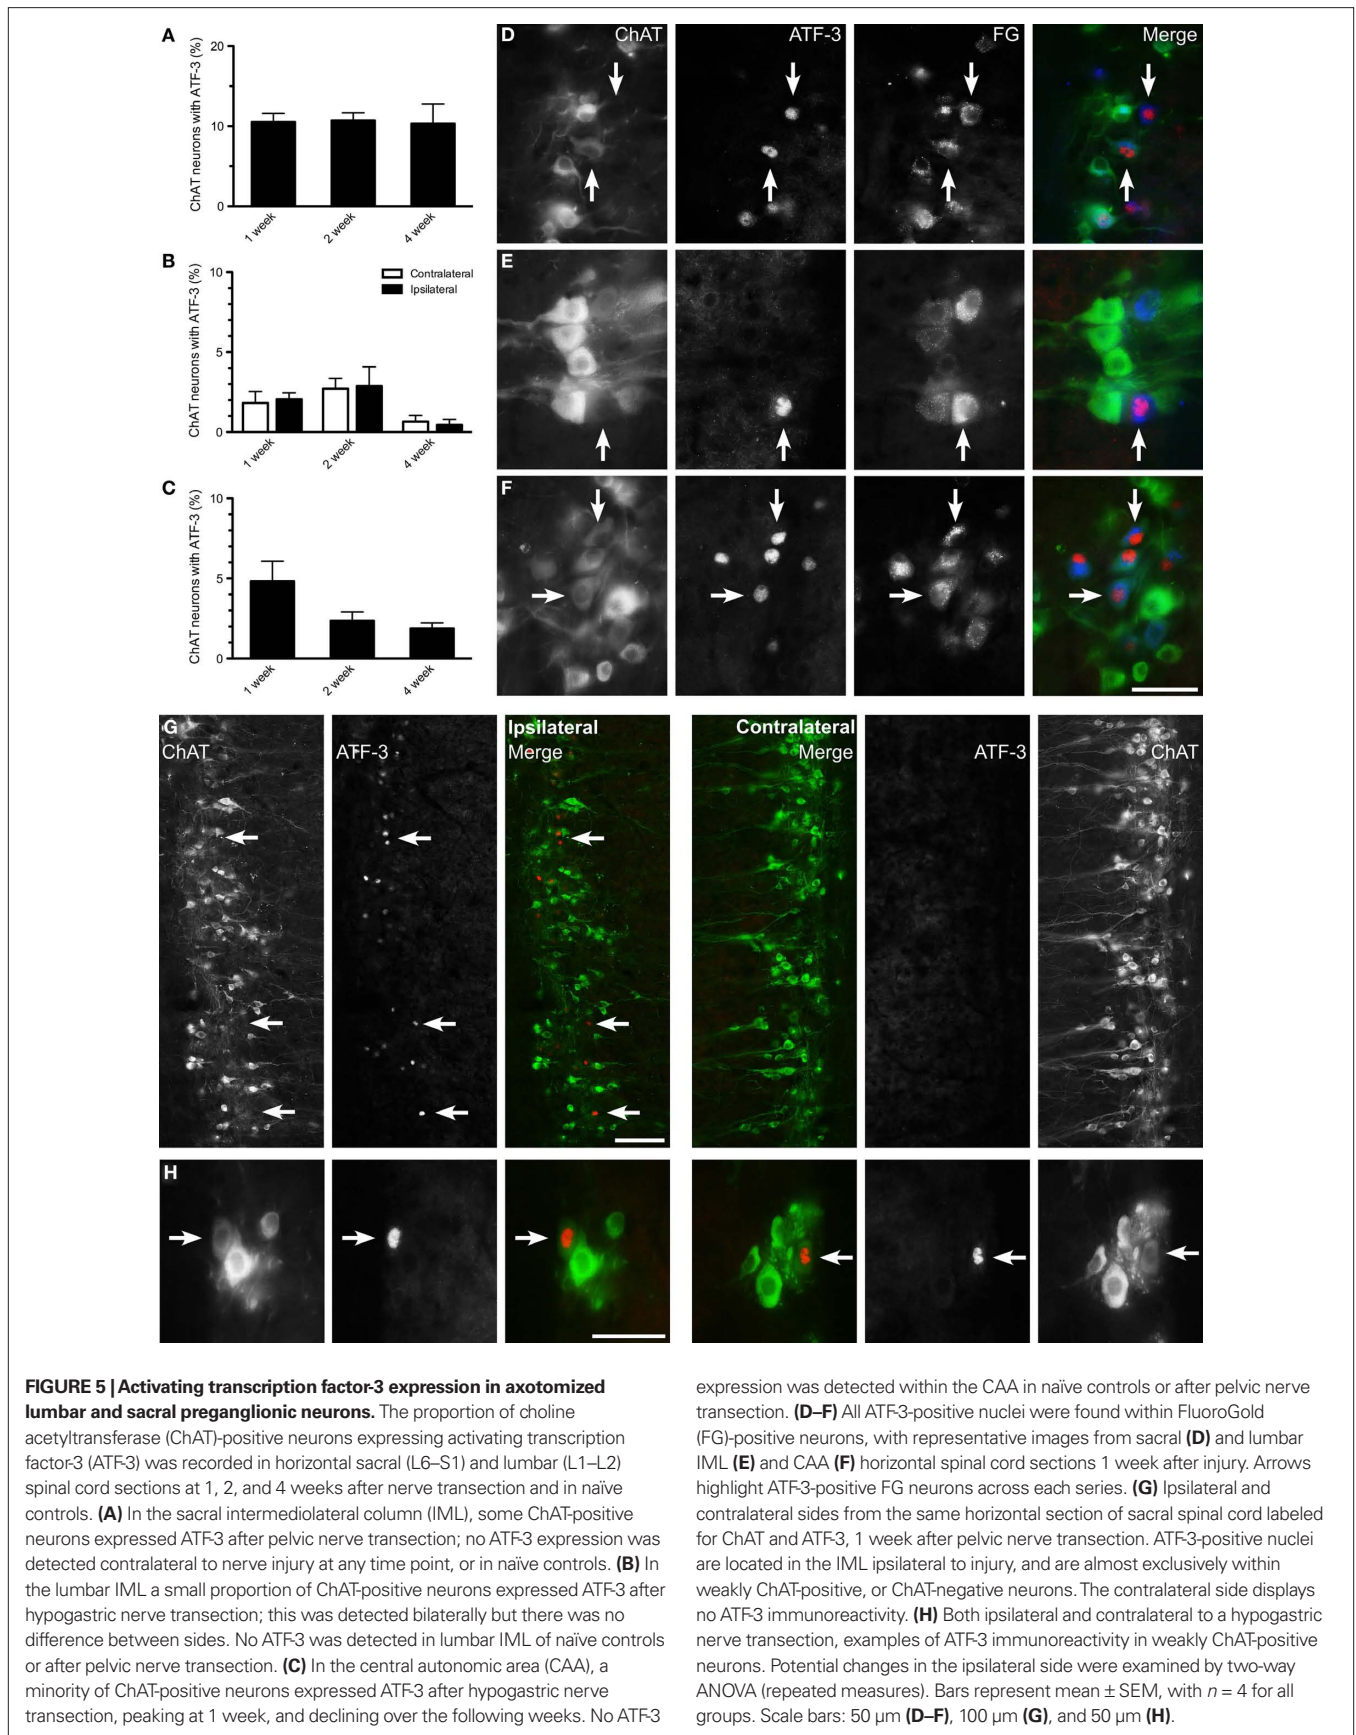 A
ChAT neurons with ATF-3 (%)
20
10
0
1 week
2 week
4 week
B
ChAT neurons with ATF-3 (%)
10
5
0
Contralateral
Ipsilateral
1 week
2 week
4 week
C
ChAT neurons with ATF-3 (%)
10
5
0
1 week
2 week
4 week
D
ChAT
ATF-3
FG
Merge
E
F
G
ChAT
ATF-3
Ipsilateral
Merge
Contralateral
Merge
ATF-3
ChAT
H
FIGURE 5 | Activating transcription factor-3 expression in axotomized
lumbar and sacral preganglionic neurons. The proportion of choline
acetyltransferase (ChAT)-positive neurons expressing activating transcription
factor-3 (ATF-3) was recorded in horizontal sacral (L6–S1) and lumbar (L1–L2)
spinal cord sections at 1, 2, and 4 weeks after nerve transection and in naïve
controls. (A) In the sacral intermediolateral column (IML), some ChAT-positive
neurons expressed ATF-3 after pelvic nerve transection; no ATF-3 expression was
detected contralateral to nerve injury at any time point, or in naïve controls. (B) In
the lumbar IML a small proportion of ChAT-positive neurons expressed ATF-3 after
hypogastric nerve transection; this was detected bilaterally but there was no
difference between sides. No ATF-3 was detected in lumbar IML of naïve controls
or after pelvic nerve transection. (C) In the central autonomic area (CAA), a
minority of ChAT-positive neurons expressed ATF-3 after hypogastric nerve
transection, peaking at 1 week, and declining over the following weeks. No ATF-3
expression was detected within the CAA in naïve controls or after pelvic nerve
transection. (D–F) All ATF-3-positive nuclei were found within FluoroGold
(FG)-positive neurons, with representative images from sacral (D) and lumbar
IML (E) and CAA (F) horizontal spinal cord sections 1 week after injury. Arrows
highlight ATF-3-positive FG neurons across each series. (G) Ipsilateral and
contralateral sides from the same horizontal section of sacral spinal cord labeled
for ChAT and ATF-3, 1 week after pelvic nerve transection. ATF-3-positive nuclei
are located in the IML ipsilateral to injury, and are almost exclusively within
weakly ChAT-positive, or ChAT-negative neurons. The contralateral side displays
no ATF-3 immunoreactivity. (H) Both ipsilateral and contralateral to a hypogastric
nerve transection, examples of ATF-3 immunoreactivity in weakly ChAT-positive
neurons. Potential changes in the ipsilateral side were examined by two-way
ANOVA (repeated measures). Bars represent mean ± SEM, with n = 4 for all
groups. Scale bars: 50 µm (D–F), 100 µm (G), and 50 µm (H).